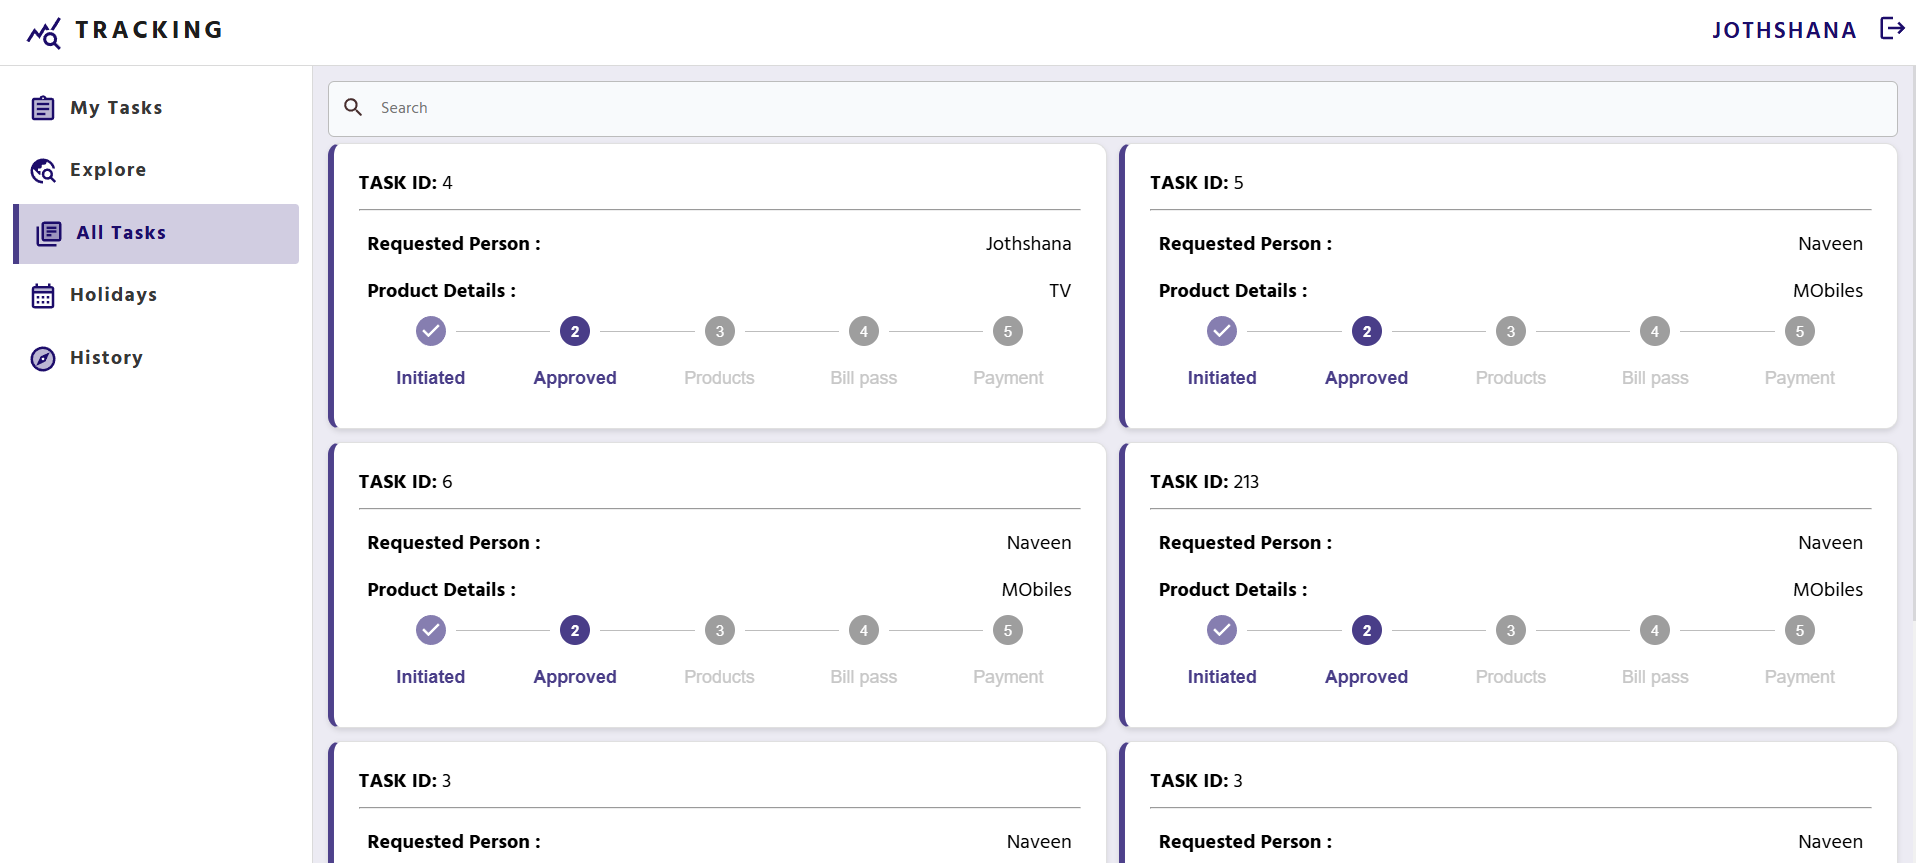 TRACKING
JOTHSHANA
My Tasks
Explore
All Tasks
Holidays
History
Search
TASK ID: 4
Requested Person : Jothshana
Product Details : TV
2 3 4 5
Initiated Approved Products Bill pass Payment
TASK ID: 5
Requested Person : Naveen
Product Details : MObiles
2 3 4 5
Initiated Approved Products Bill pass Payment
TASK ID: 6
Requested Person : Naveen
Product Details : MObiles
2 3 4 5
Initiated Approved Products Bill pass Payment
TASK ID: 213
Requested Person : Naveen
Product Details : MObiles
2 3 4 5
Initiated Approved Products Bill pass Payment
TASK ID: 3
Requested Person : Naveen
TASK ID: 3
Requested Person : Naveen